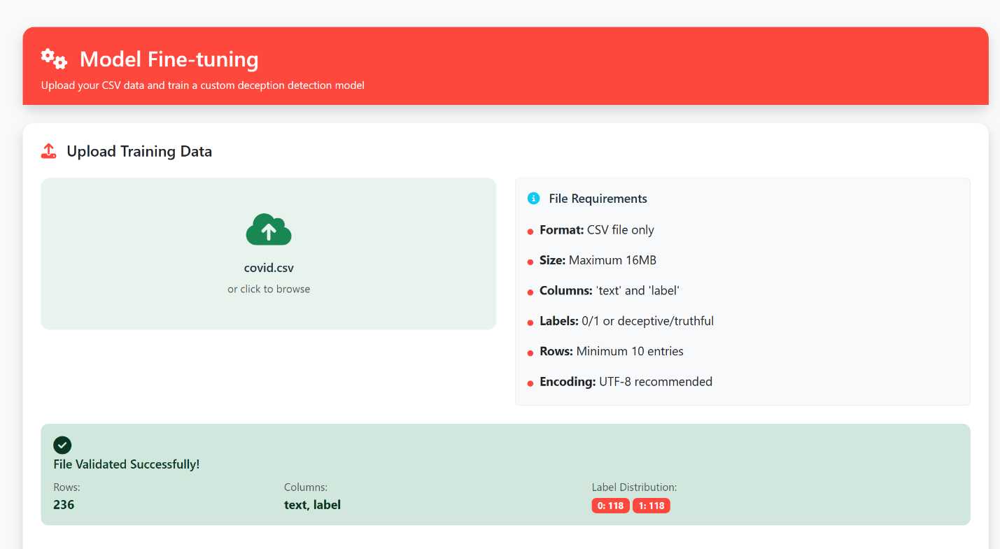 Model Fine-tuning
Upload your CSV data and train a custom deception detection model
Upload Training Data
covid.csv
or click to browse
File Requirements
Format: CSV file only
Size: Maximum 16MB
Columns: 'text' and 'label'
Labels: 0/1 or deceptive/truthful
Rows: Minimum 10 entries
Encoding: UTF-8 recommended
File Validated Successfully!
Rows:
236
Columns:
text, label
Label Distribution:
0: 118 1: 118